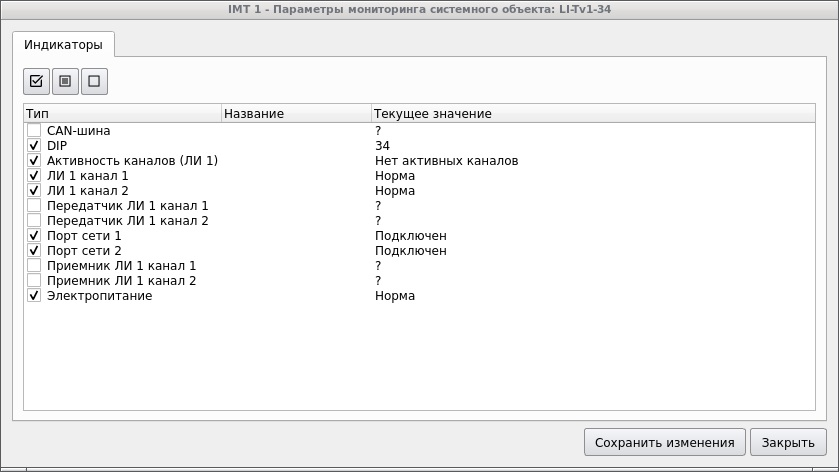 IMT 1 - Параметры мониторинга системного объекта: LI-Tv1-34
Индикаторы
Тип Название Текущее значение
CAN-шина ?
DIP 34
Активность каналов (ЛИ 1) Нет активных каналов
ЛИ 1 канал 1 Норма
ЛИ 1 канал 2 Норма
Передатчик ЛИ 1 канал 1 ?
Передатчик ЛИ 1 канал 2 ?
Порт сети 1 Подключен
Порт сети 2 Подключен
Приемник ЛИ 1 канал 1 ?
Приемник ЛИ 1 канал 2 ?
Электропитание Норма
Сохранить изменения Закрыть